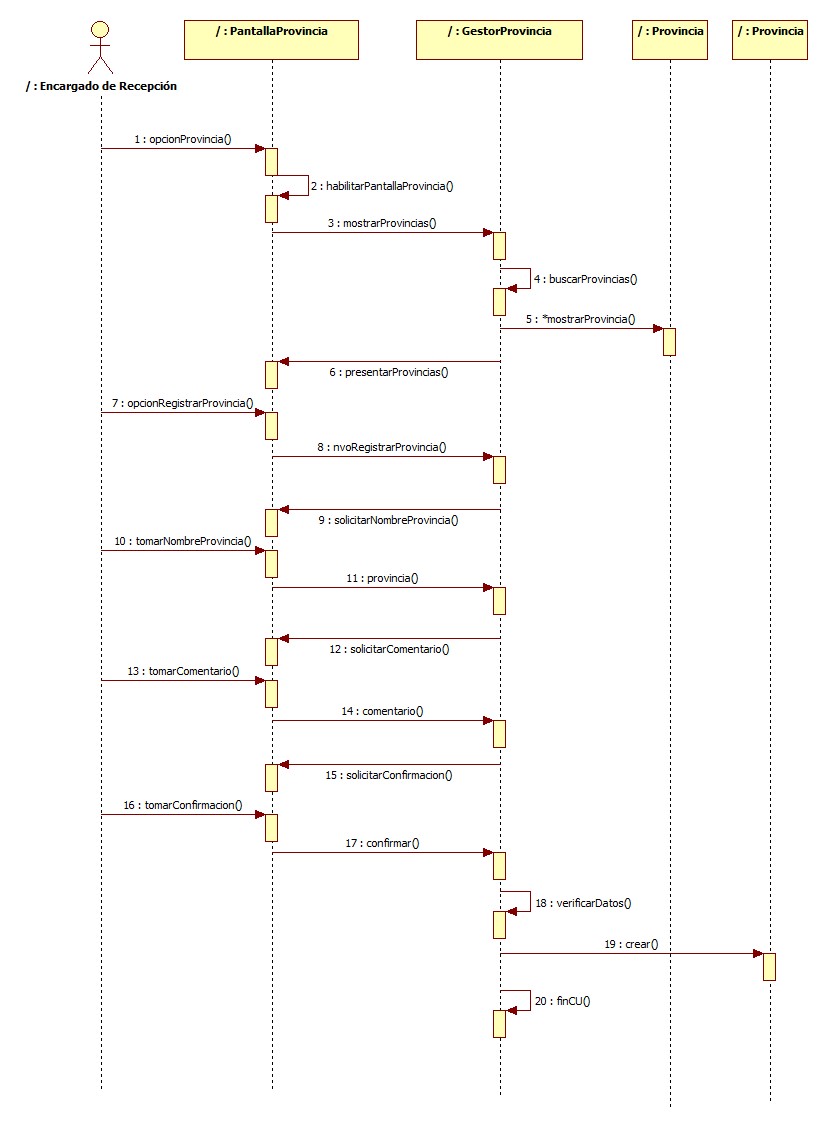 / : PantallaProvincia
/ : GestorProvincia
/ : Provincia
/ : Provincia
/ : Encargado de Recepción
1 : opcionProvincia()
2 : habilitarPantallaProvincia()
3 : mostrarProvincias()
4 : buscarProvincias()
5 : *mostrarProvincia()
6 : presentarProvincias()
7 : opcionRegistrarProvincia()
8 : nvoRegistrarProvincia()
9 : solicitarNombreProvincia()
10 : tomarNombreProvincia()
11 : provincia()
12 : solicitarComentario()
13 : tomarComentario()
14 : comentario()
15 : solicitarConfirmacion()
16 : tomarConfirmacion()
17 : confirmar()
18 : verificarDatos()
19 : crear()
20 : finCU()